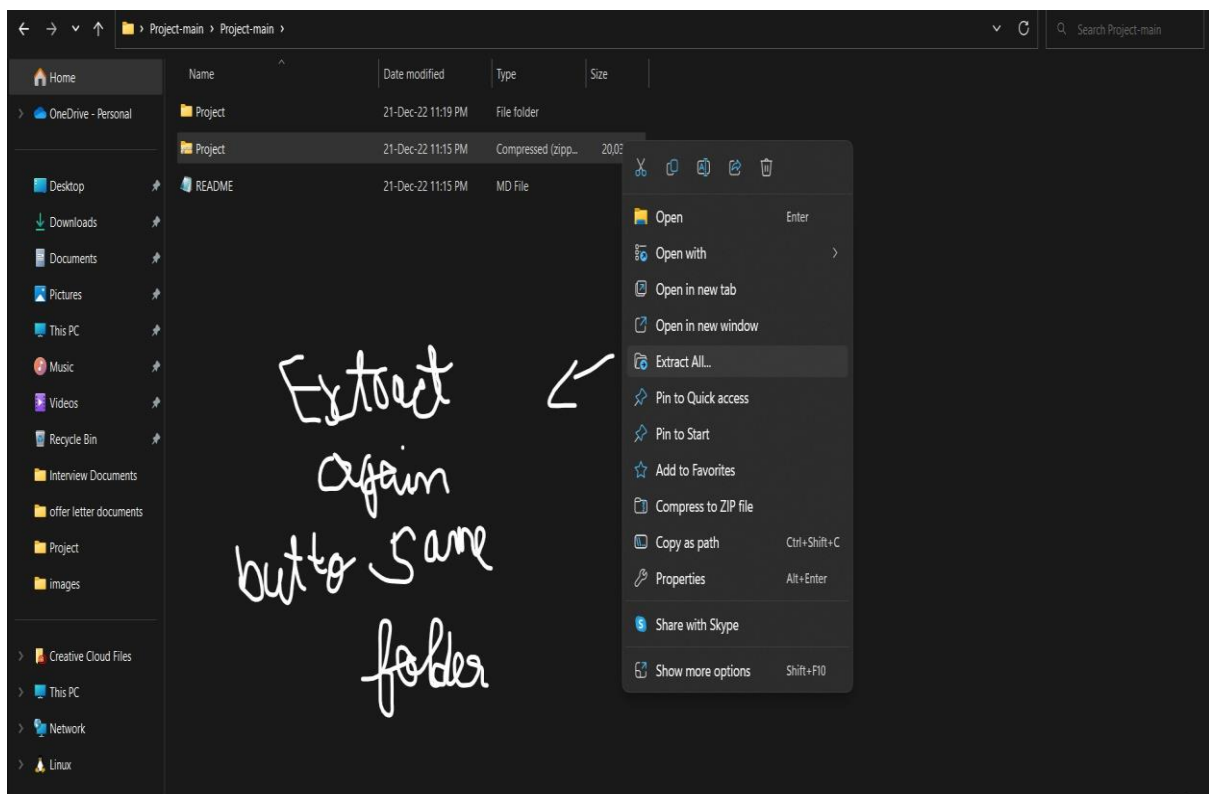 Project-main › Project-main ›
Search Project-main
Home
OneDrive - Personal
Desktop
Downloads
Documents
Pictures
This PC
Music
Videos
Recycle Bin
Interview Documents
offer letter documents
Project
images
Creative Cloud Files
This PC
Network
Linux
Name Date modified Type Size
Project 21-Dec-22 11:19 PM File folder
Project 21-Dec-22 11:15 PM Compressed (zipp... 20,03
README 21-Dec-22 11:15 PM MD File
Open Enter
Open with
Open in new tab
Open in new window
Extract All...
Pin to Quick access
Pin to Start
Add to Favorites
Compress to ZIP file
Copy as path Ctrl+Shift+C
Properties Alt+Enter
Share with Skype
Show more options Shift+F10
Extract
again
but to same
folder